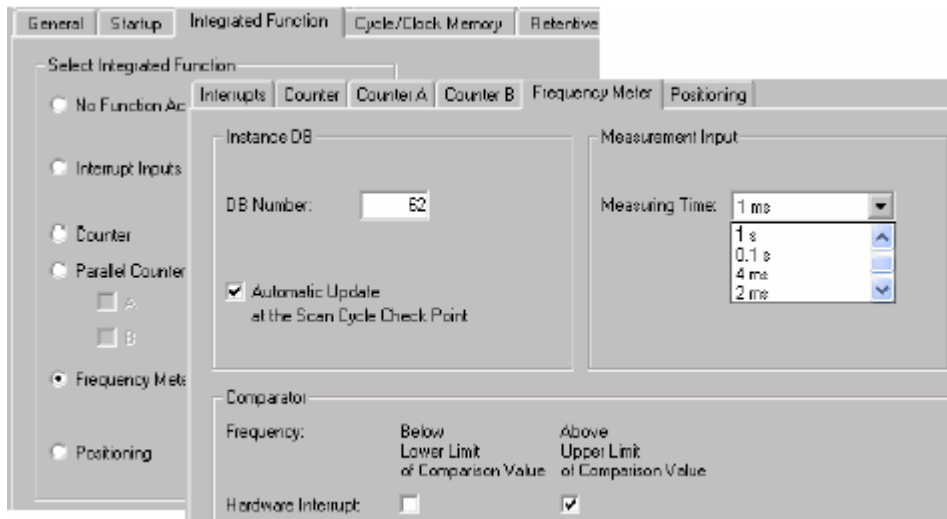 General Startup Integrated Function Cycle/Clock Memory Retentive
Select Integrated Function
No Function Ac
Interrupt Inputs
Counter
Parallel Counter
A
B
Frequency Mete
Positioning
Interrupts Counter Counter A Counter B Frequency Meter Positioning
Instance DB
DB Number: 62
Automatic Update
at the Scan Cycle Check Point
Measurement Input
Measuring Time: 1 ms
1 s
0.1 s
4 ms
2 ms
Comparator
Frequency: Below Above
Lower Limit Upper Limit
of Comparison Value of Comparison Value
Hardware Interrupt: